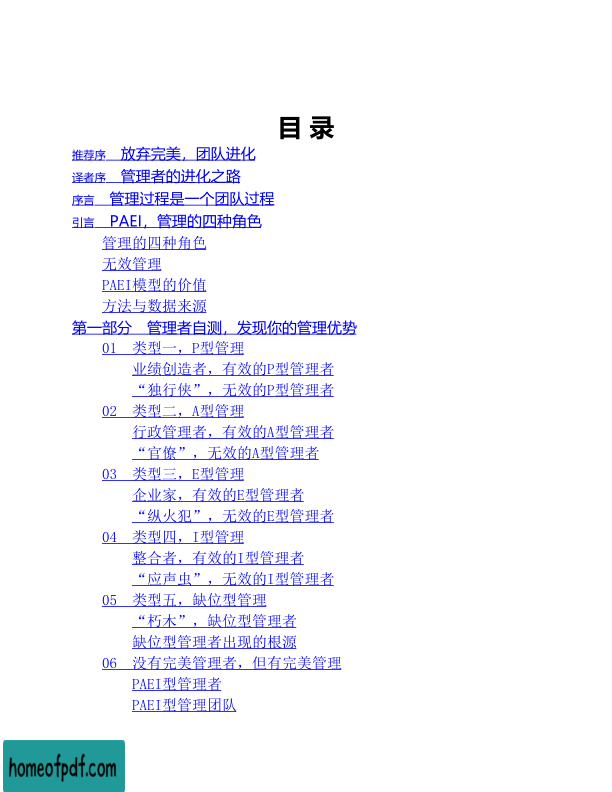 目 录
推荐序 放弃完美，团队进化
译者序 管理者的进化之路
序言 管理过程是一个团队过程
引言 PAEI，管理的四种角色
管理的四种角色
无效管理
PAEI模型的价值
方法与数据来源
第一部分 管理者自测，发现你的管理优势
01 类型一，P型管理
业绩创造者，有效的P型管理者
“独行侠”，无效的P型管理者
02 类型二，A型管理
行政管理者，有效的A型管理者
“官僚”，无效的A型管理者
03 类型三，E型管理
企业家，有效的E型管理者
“纵火犯”，无效的E型管理者
04 类型四，I型管理
整合者，有效的I型管理者
“应声虫”，无效的I型管理者
05 类型五，缺位型管理
“朽木”，缺位型管理者
缺位型管理者出现的根源
06 没有完美管理者，但有完美管理
PAEI型管理者
PAEI型管理团队
homeofpdf.com